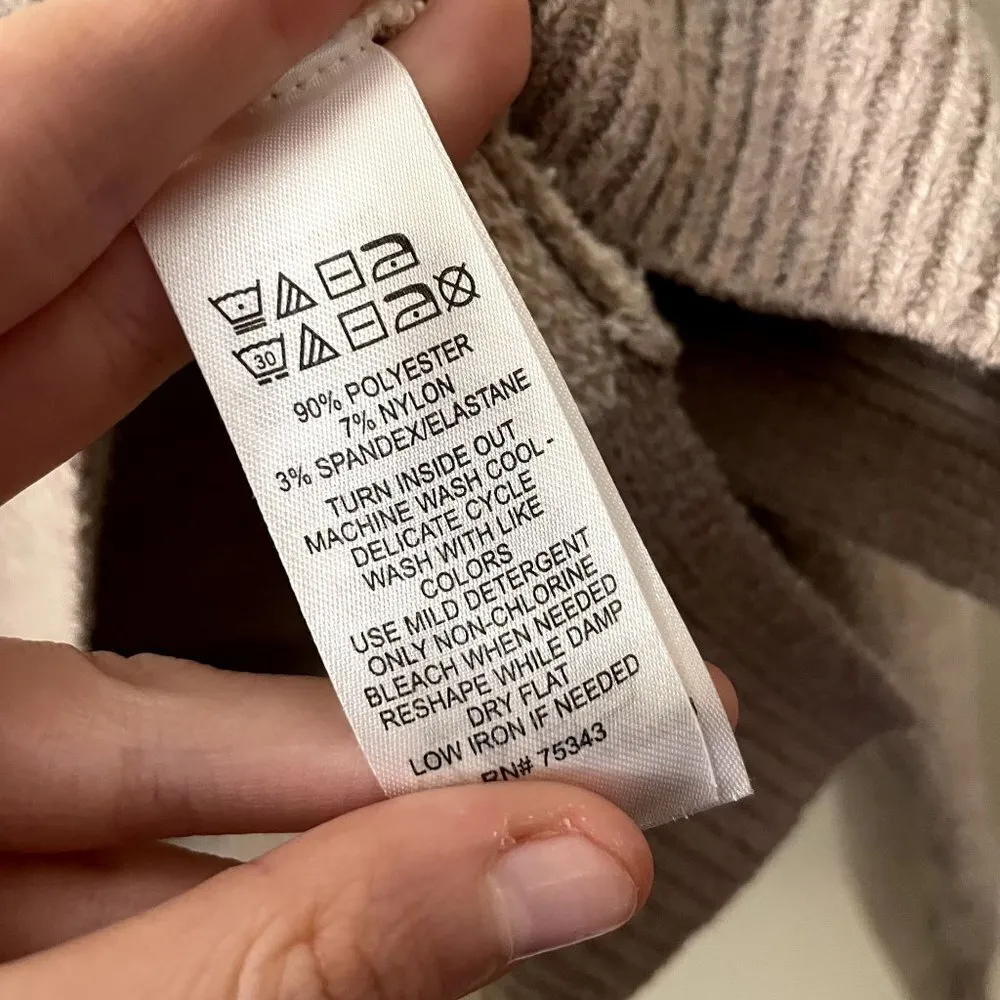 30
90% POLYESTER
7% NYLON
3% SPANDEX/ELASTANE
TURN INSIDE OUT
MACHINE WASH COOL -
DELICATE CYCLE
WASH WITH LIKE
COLORS
USE MILD DETERGENT
ONLY NON-CHLORINE
BLEACH WHEN NEEDED
RESHAPE WHILE DAMP
DRY FLAT
LOW IRON IF NEEDED
RN# 75343